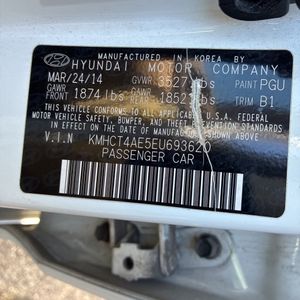 MANUFACTURED IN KOREA BY
HYUNDAI MOTOR COMPANY
MAR/24/14 GVWR 3527 lbs PAINT PGU
GAWR FRONT 1874 lbs GAWR REAR 1852 lbs TRIM B1
THIS VEHICLE CONFORMS TO ALL APPLICABLE U.S.A. FEDERAL
MOTOR VEHICLE SAFETY, BUMPER, AND THEFT PREVENTION
STANDARDS IN EFFECT ON THE DATE OF MANUFACTURE
SHOWN ABOVE.
V.I.N KMHCT4AE5EU693620
PASSENGER CAR